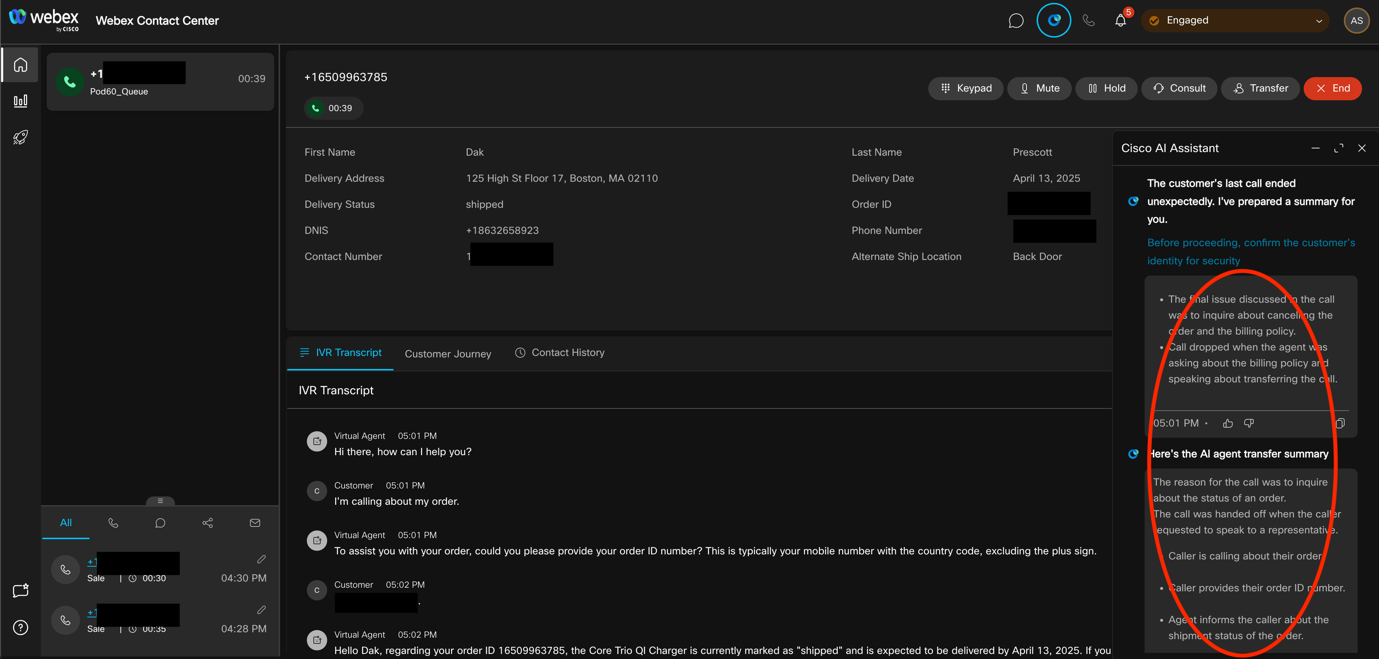 webex
by CISCO
Webex Contact Center
5
Engaged
AS
+1
00:39
Pod60_Queue
+16509963785
00:39
Keypad
Mute
Hold
Consult
Transfer
End
First Name
Dak
Last Name
Prescott
Delivery Address
125 High St Floor 17, Boston, MA 02110
Delivery Date
April 13, 2025
Delivery Status
shipped
Order ID
DNIS
+18632658923
Phone Number
Contact Number
1
Alternate Ship Location
Back Door
IVR Transcript
Customer Journey
Contact History
IVR Transcript
Virtual Agent 05:01 PM
Hi there, how can I help you?
C
Customer 05:01 PM
I'm calling about my order.
Virtual Agent 05:01 PM
To assist you with your order, could you please provide your order ID number? This is typically your mobile number with the country code, excluding the plus sign.
C
Customer 05:02 PM
.
Virtual Agent 05:02 PM
Hello Dak, regarding your order ID 16509963785, the Core Trio QI Charger is currently marked as "shipped" and is expected to be delivered by April 13, 2025. If you
All
+1
Sale | 00:30
04:30 PM
+1
Sale | 00:35
04:28 PM
Cisco AI Assistant
The customer's last call ended
unexpectedly. I've prepared a summary for
you.
Before proceeding, confirm the customer's
identity for security
• The final issue discussed in the call
was to inquire about canceling the
order and the billing policy.
• Call dropped when the agent was
asking about the billing policy and
speaking about transferring the call.
05:01 PM •
Here's the AI agent transfer summary
The reason for the call was to inquire
about the status of an order.
The call was handed off when the caller
requested to speak to a representative.
Caller is calling about their order
• Caller provides their order ID number.
• Agent informs the caller about the
shipment status of the order.